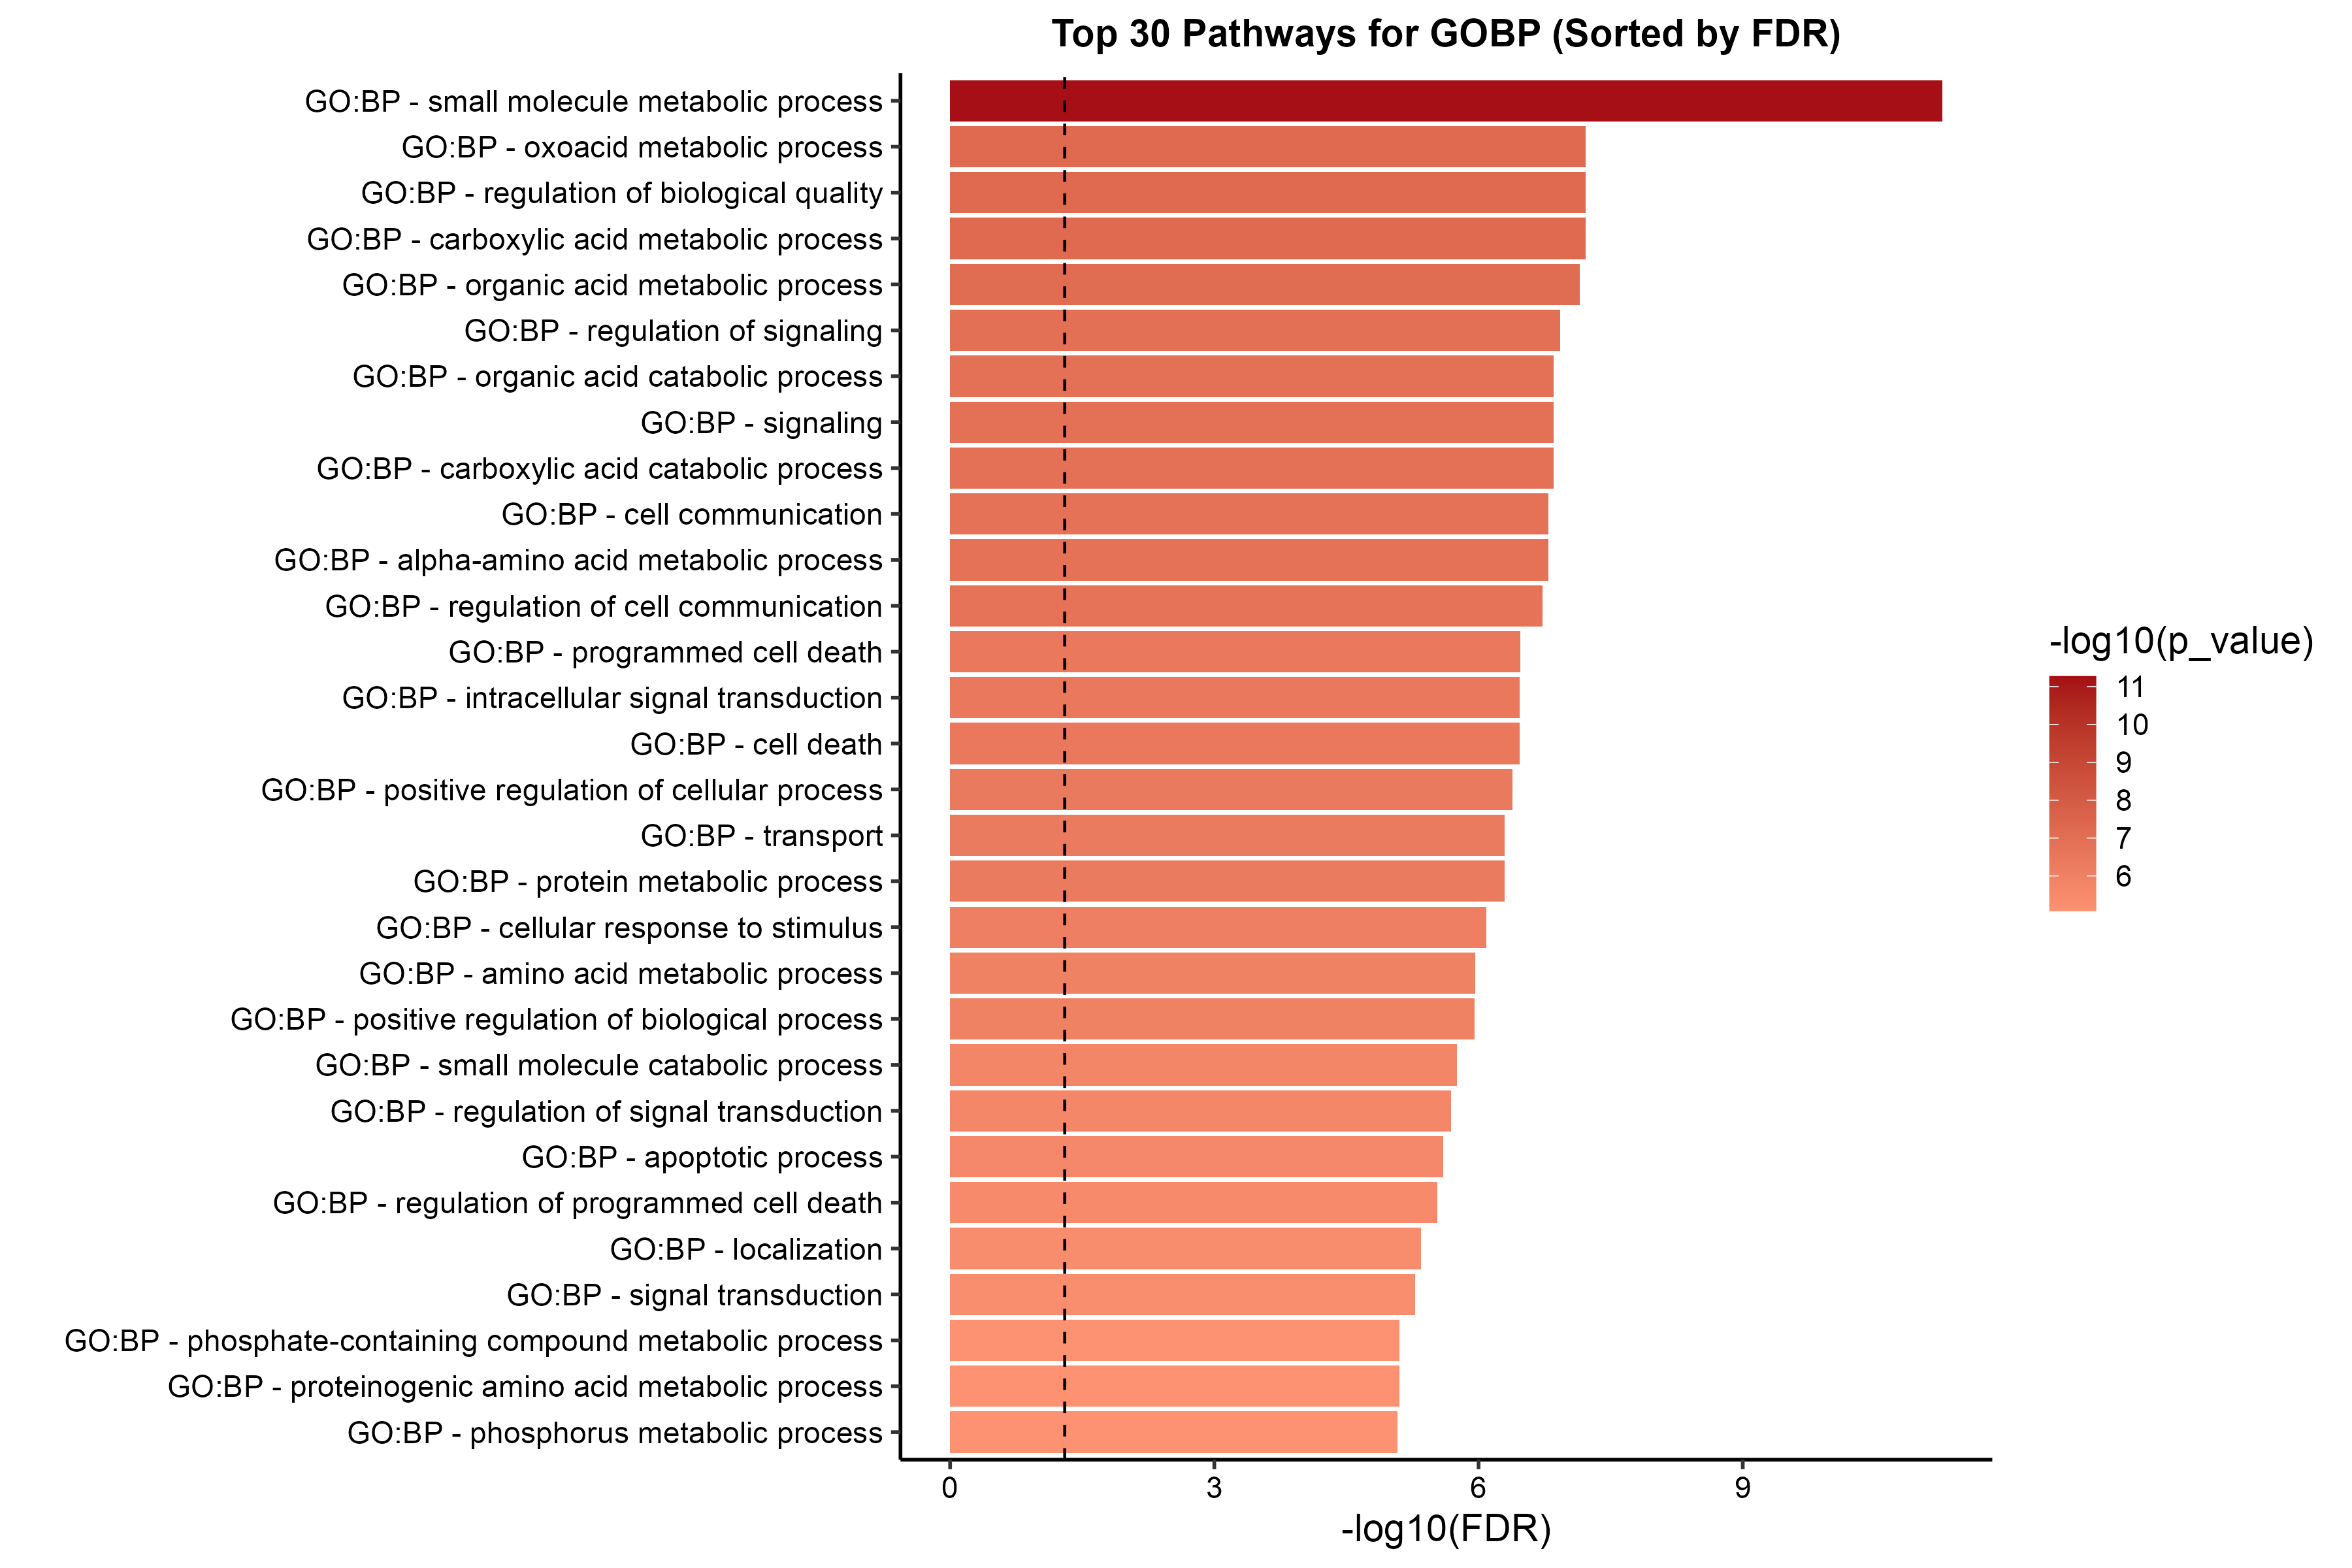 Top 30 Pathways for GOBP (Sorted by FDR)
GO:BP - small molecule metabolic process
GO:BP - oxoacid metabolic process
GO:BP - regulation of biological quality
GO:BP - carboxylic acid metabolic process
GO:BP - organic acid metabolic process
GO:BP - regulation of signaling
GO:BP - organic acid catabolic process
GO:BP - signaling
GO:BP - carboxylic acid catabolic process
GO:BP - cell communication
GO:BP - alpha-amino acid metabolic process
GO:BP - regulation of cell communication
GO:BP - programmed cell death
GO:BP - intracellular signal transduction
GO:BP - cell death
GO:BP - positive regulation of cellular process
GO:BP - transport
GO:BP - protein metabolic process
GO:BP - cellular response to stimulus
GO:BP - amino acid metabolic process
GO:BP - positive regulation of biological process
GO:BP - small molecule catabolic process
GO:BP - regulation of signal transduction
GO:BP - apoptotic process
GO:BP - regulation of programmed cell death
GO:BP - localization
GO:BP - signal transduction
GO:BP - phosphate-containing compound metabolic process
GO:BP - proteinogenic amino acid metabolic process
GO:BP - phosphorus metabolic process
0 3 6 9
-log10(FDR)
-log10(p_value)
11
10
9
8
7
6